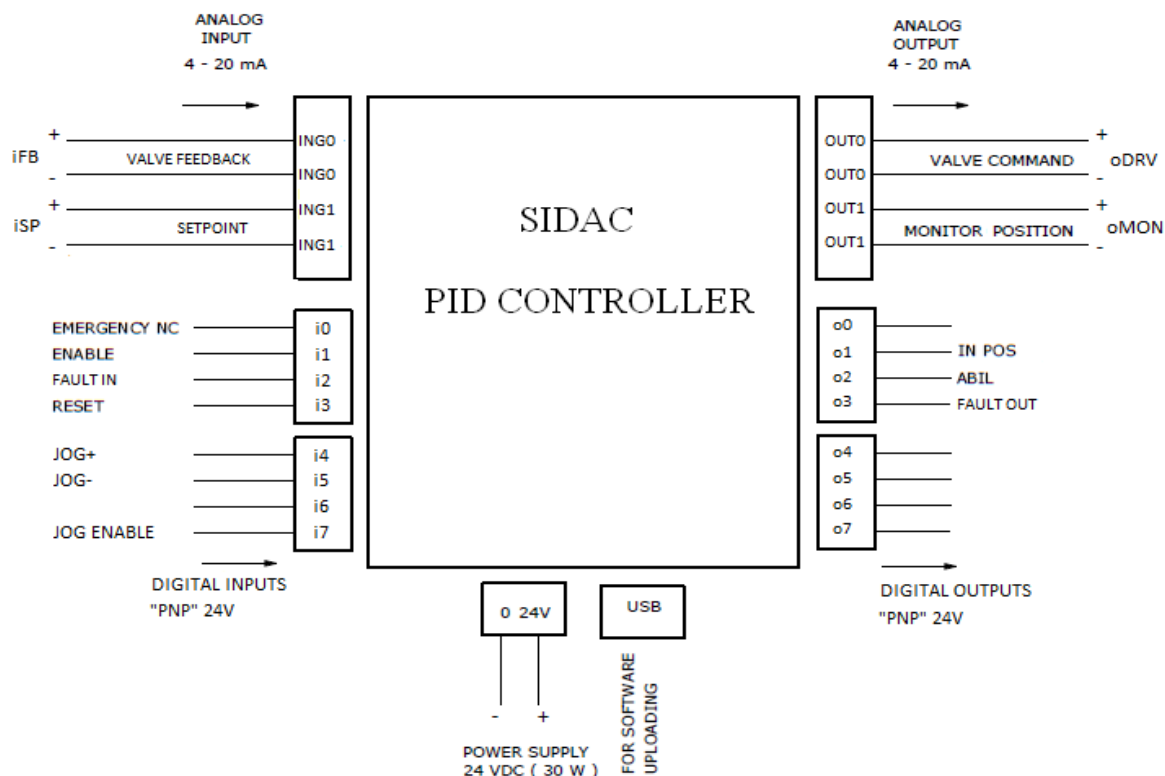 ANALOG
INPUT
4 - 20 mA
ANALOG
OUTPUT
4 - 20 mA
iFB
+
-
VALVE FEEDBACK
ING0
ING0
iSP
+
-
SETPOINT
ING1
ING1
SIDAC
PID CONTROLLER
OUT0
OUT0
VALVE COMMAND
+
-
oDRV
OUT1
OUT1
MONITOR POSITION
+
-
oMON
EMERGENCY NC
i0
ENABLE
i1
FAULT IN
i2
RESET
i3
JOG+
i4
JOG-
i5
i6
JOG ENABLE
i7
DIGITAL INPUTS
"PNP" 24V
o0
o1
IN POS
o2
ABIL
o3
FAULT OUT
o4
o5
o6
o7
DIGITAL OUTPUTS
"PNP" 24V
0 24V
- +
POWER SUPPLY
24 VDC ( 30 W )
USB
FOR SOFTWARE
UPLOADING